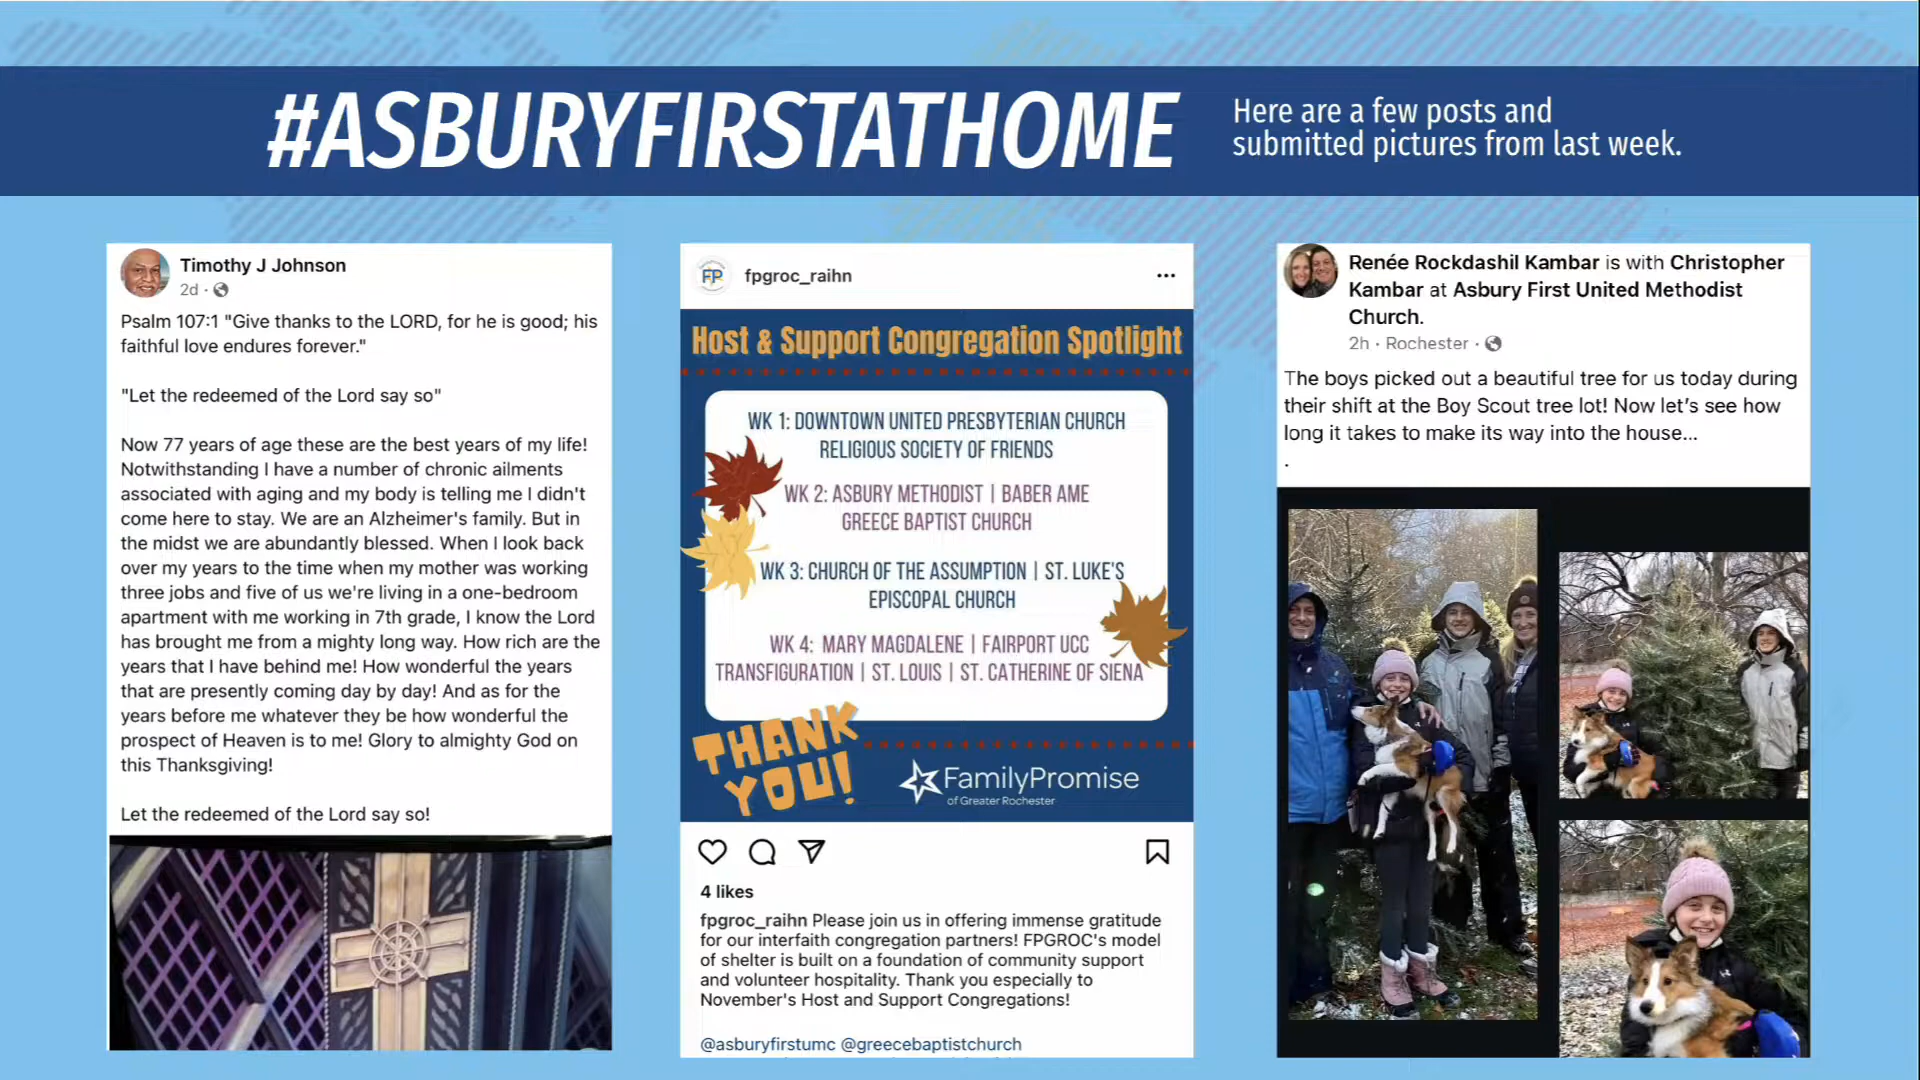 #ASBURYFIRSTATHOME
Here are a few posts and
submitted pictures from last week.
Timothy J Johnson
2d ·
Psalm 107:1 "Give thanks to the LORD, for he is good; his
faithful love endures forever."
"Let the redeemed of the Lord say so"
Now 77 years of age these are the best years of my life!
Notwithstanding I have a number of chronic ailments
associated with aging and my body is telling me I didn't
come here to stay. We are an Alzheimer's family. But in
the midst we are abundantly blessed. When I look back
over my years to the time when my mother was working
three jobs and five of us we're living in a one-bedroom
apartment with me working in 7th grade, I know the Lord
has brought me from a mighty long way. How rich are the
years that I have behind me! How wonderful the years
that are presently coming day by day! And as for the
years before me whatever they be how wonderful the
prospect of Heaven is to me! Glory to almighty God on
this Thanksgiving!
Let the redeemed of the Lord say so!
FP
fpgroc_raihn
Host & Support Congregation Spotlight
WK 1: DOWNTOWN UNITED PRESBYTERIAN CHURCH
RELIGIOUS SOCIETY OF FRIENDS
WK 2: ASBURY METHODIST | BABER AME
GREECE BAPTIST CHURCH
WK 3: CHURCH OF THE ASSUMPTION | ST. LUKE'S
EPISCOPAL CHURCH
WK 4: MARY MAGDALENE | FAIRPORT UCC
TRANSFIGURATION | ST. LOUIS | ST. CATHERINE OF SIENA
THANK
YOU!
FamilyPromise
of Greater Rochester
4 likes
fpgroc_raihn Please join us in offering immense gratitude
for our interfaith congregation partners! FPGROC's model
of shelter is built on a foundation of community support
and volunteer hospitality. Thank you especially to
November's Host and Support Congregations!
@asburyfirstumc @greecebaptistchurch
Renée Rockdashil Kambar is with Christopher
Kambar at Asbury First United Methodist
Church.
2h · Rochester ·
The boys picked out a beautiful tree for us today during
their shift at the Boy Scout tree lot! Now let's see how
long it takes to make its way into the house...
.